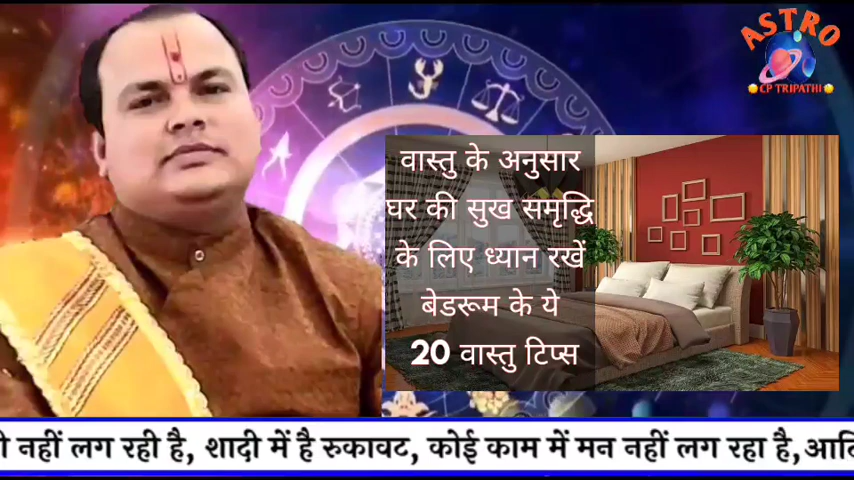 ASTRO
CP TRIPATHI
वास्तु के अनुसार
घर की सुख समृद्धि
के लिए ध्यान रखें
बेडरूम के ये
20 वास्तु टिप्स
नहीं लग रही है, शादी में है रुकावट, कोई काम में मन नहीं लग रहा है,